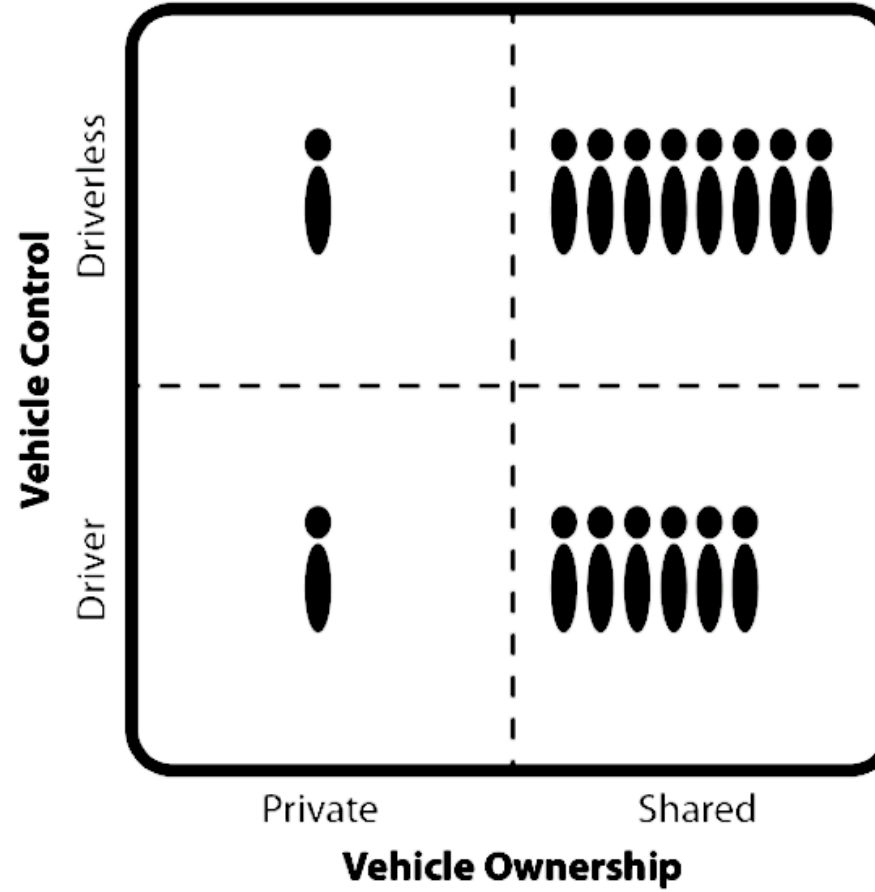 Vehicle Control
Driverless
Driver
Private
Shared
Vehicle Ownership